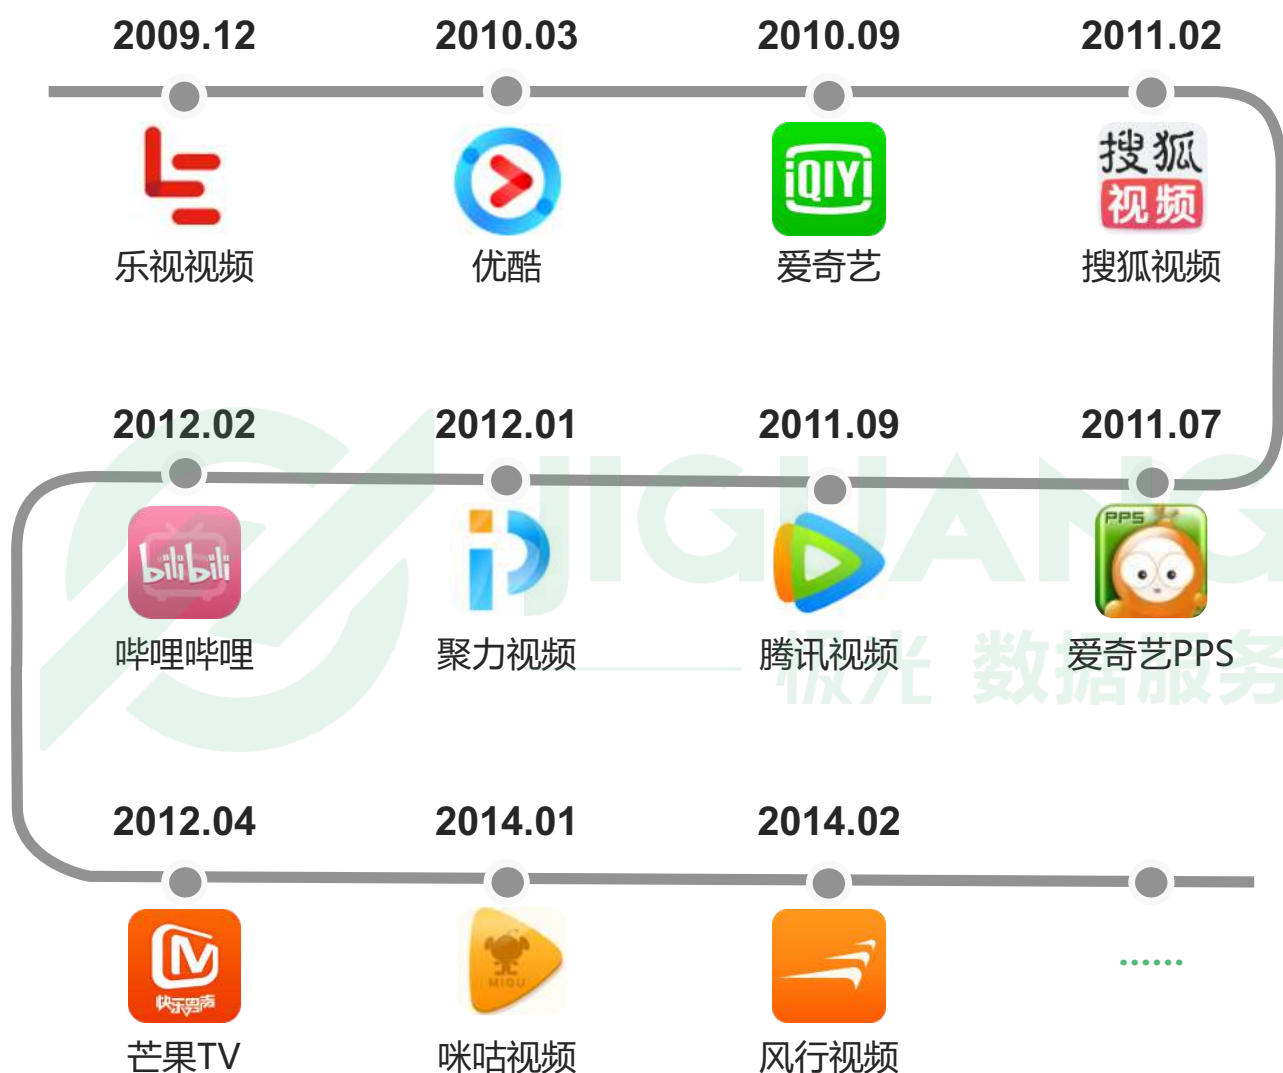 2009.12 2010.03 2010.09 2011.02
iQIYI
搜狐
视频
乐视视频 优酷 爱奇艺 搜狐视频
2012.02 2012.01 2011.09 2011.07
JIGUANG
PPS
bilibili
哔哩哔哩 聚力视频 腾讯视频 爱奇艺PPS
极光 数据服务
2012.04 2014.01 2014.02
MIGU
快乐男声
······
芒果TV 咪咕视频 风行视频